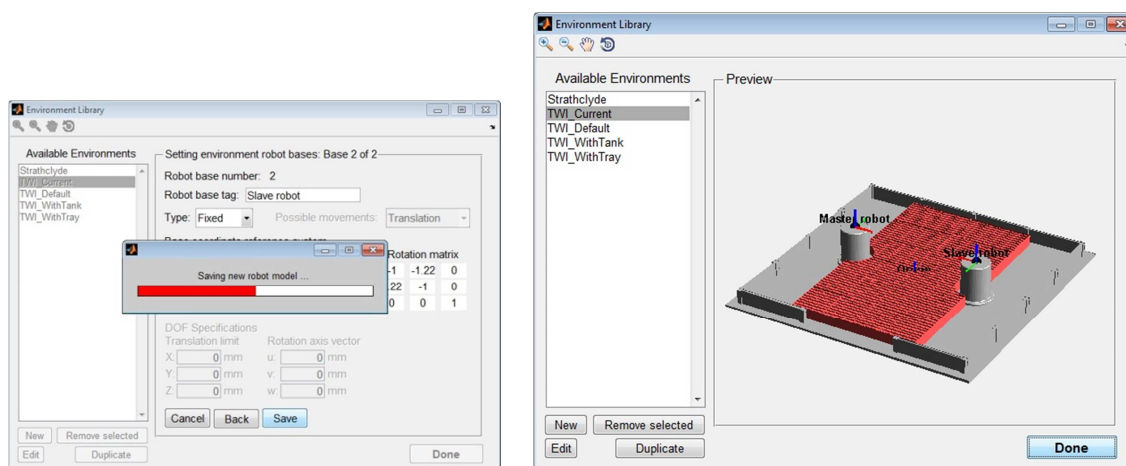 Environment Library
Available Environments
Strathclyde
TWI_Current
TWI_Default
TWI_WithTank
TWI_WithTray
New
Remove selected
Edit
Duplicate
Setting environment robot bases: Base 2 of 2
Robot base number: 2
Robot base tag: Slave robot
Type: Fixed Possible movements: Translation
Rotation matrix
-1 -1.22 0
22 -1 0
0 0 1
Saving new robot model ...
DOF Specifications
Translation limit Rotation axis vector
X: 0 mm u: 0 mm
Y: 0 mm v: 0 mm
Z: 0 mm w: 0 mm
Cancel Back Save
Done
Environment Library
Available Environments
Strathclyde
TWI_Current
TWI_Default
TWI_WithTank
TWI_WithTray
New
Remove selected
Edit
Duplicate
Preview
Master robot
Slave robot
Done